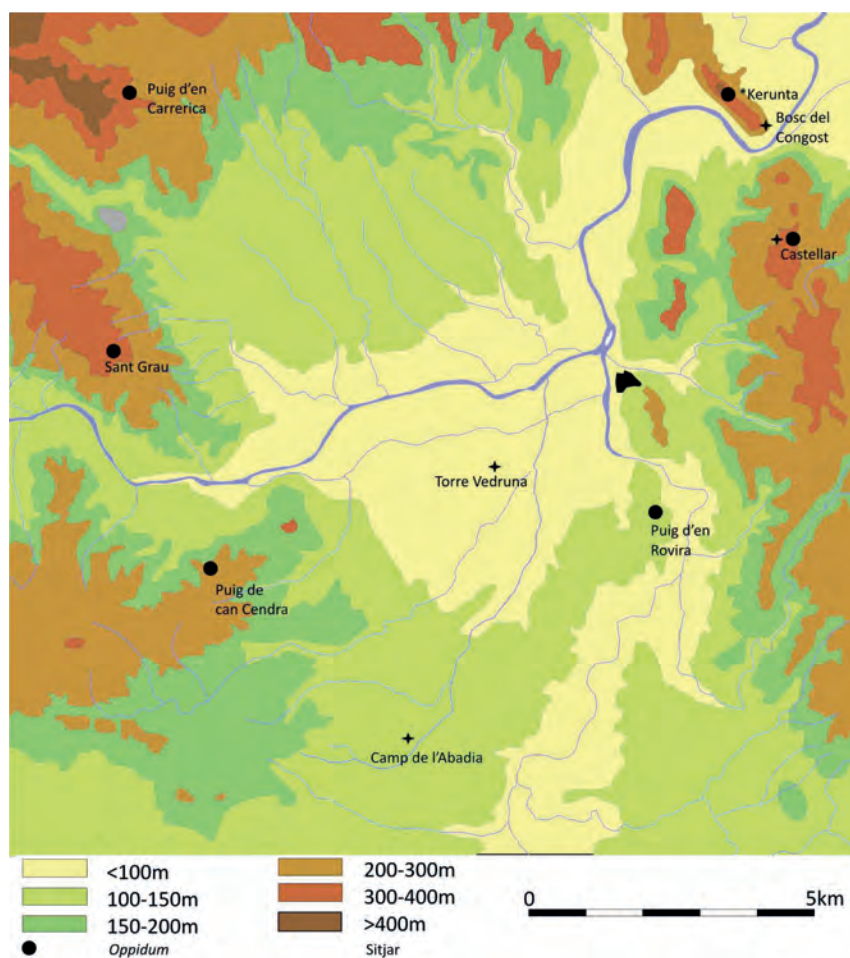 Puig d'en
Carrerica
*Kerunta
Bosc del
Congost
Castellar
Sant Grau
Torre Vedruna
Puig d'en
Rovira
Puig de
can Cendra
Camp de l'Abadia
<100m
100-150m
150-200m
Oppidum
200-300m
300-400m
>400m
Sitjar
0
5km